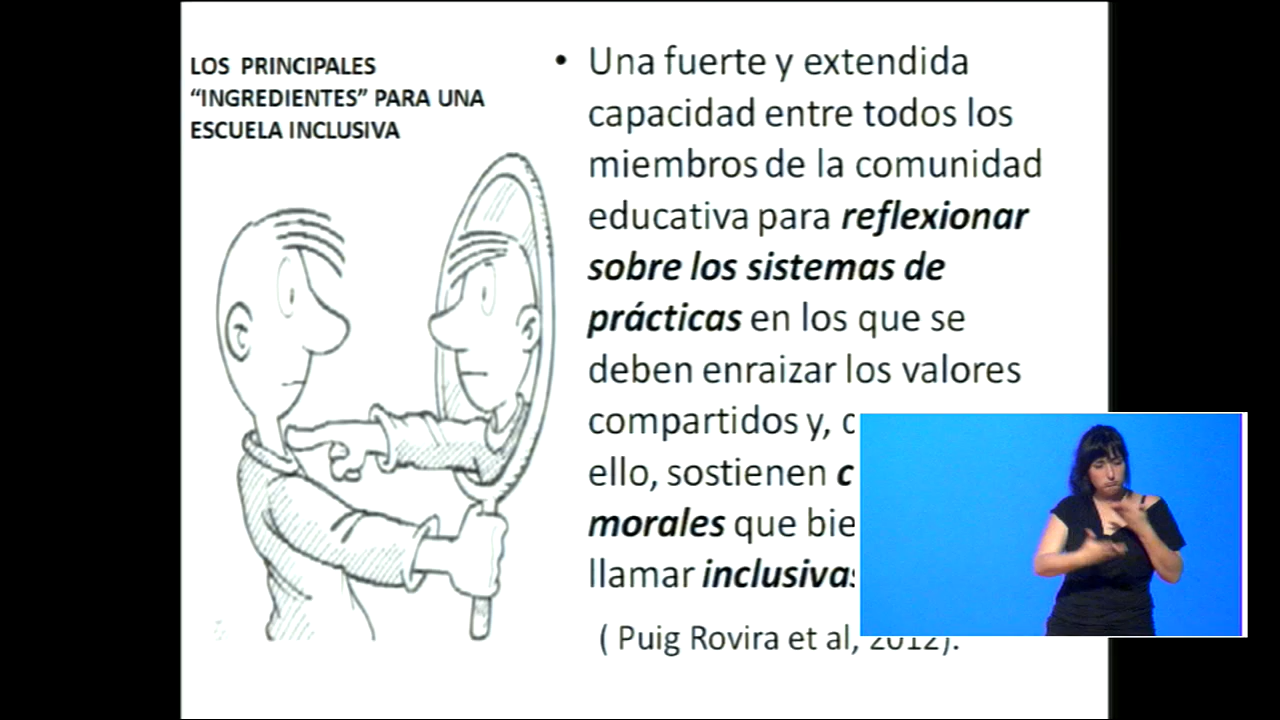 LOS PRINCIPALES
“INGREDIENTES” PARA UNA
ESCUELA INCLUSIVA
• Una fuerte y extendida
capacidad entre todos los
miembros de la comunidad
educativa para reflexionar
sobre los sistemas de
prácticas en los que se
deben enraizar los valores
compartidos y,
ello, sostienen
morales que
llamar
( Puig Rovira et al, 2012).